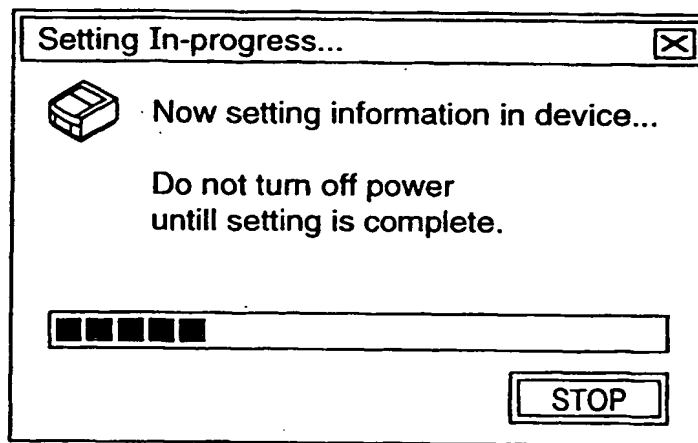 Setting In-progress...
Now setting information in device...
Do not turn off power
untill setting is complete.
STOP